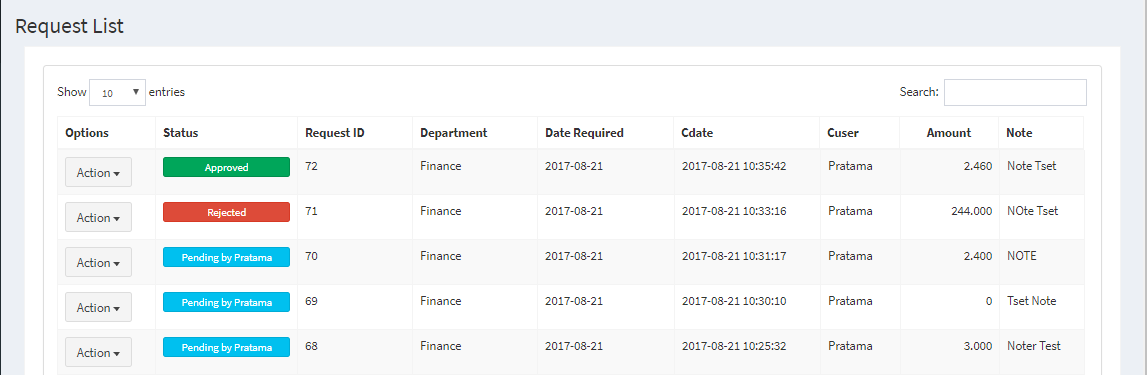 Request List
Show 10 entries Search:
Options Status Request ID Department Date Required Cdate Cuser Amount Note
Action Approved 72 Finance 2017-08-21 2017-08-21 10:35:42 Pratama 2.460 Note Tset
Action Rejected 71 Finance 2017-08-21 2017-08-21 10:33:16 Pratama 244.000 NOte Tset
Action Pending by Pratama 70 Finance 2017-08-21 2017-08-21 10:31:17 Pratama 2.400 NOTE
Action Pending by Pratama 69 Finance 2017-08-21 2017-08-21 10:30:10 Pratama 0 Tset Note
Action Pending by Pratama 68 Finance 2017-08-21 2017-08-21 10:25:32 Pratama 3.000 Noter Test